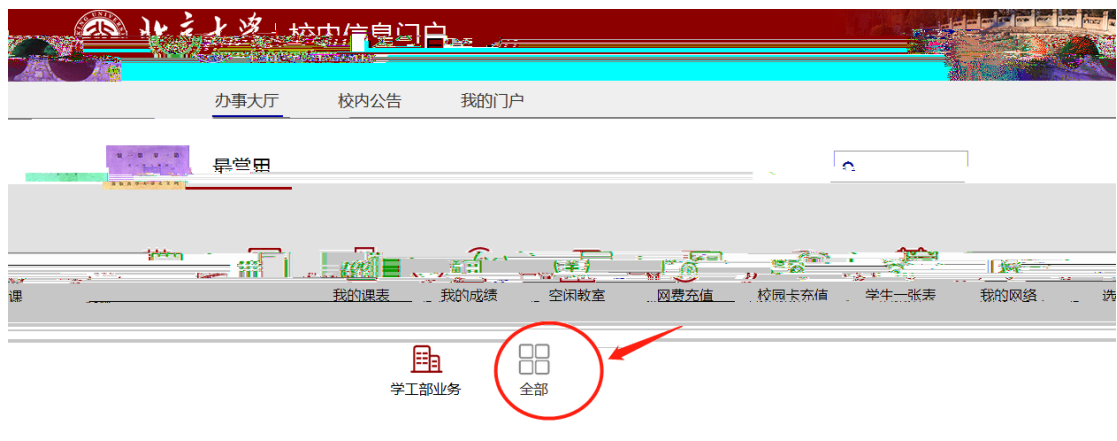 北京大学 校内信息门户
办事大厅 校内公告 我的门户
最常用
我的课表 我的成绩 空闲教室 网费充值 校园卡充值 学生一张表 我的网络 选
课
学工部业务 全部